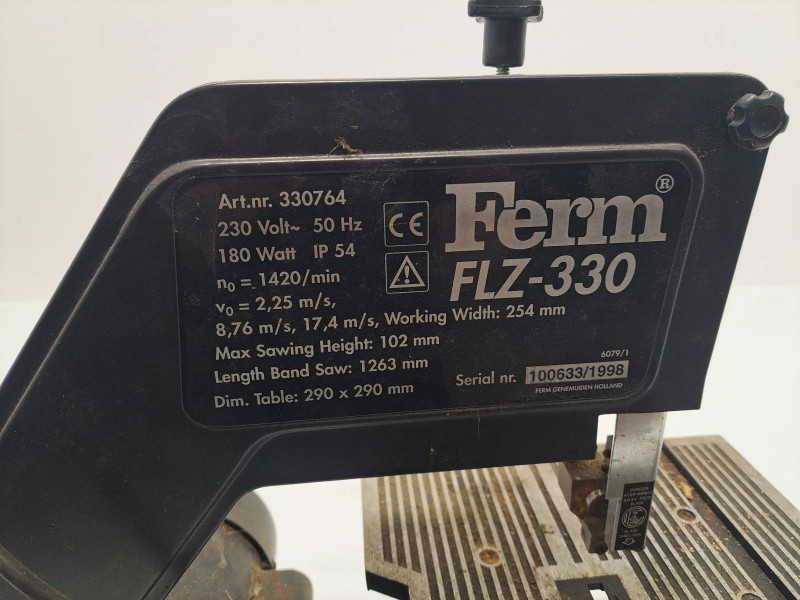 Art.nr. 330764
230 Volt~ 50 Hz
180 Watt IP 54
n0 = 1420/min
v0 = 2,25 m/s,
8,76 m/s, 17,4 m/s, Working Width: 254 mm
Max Sawing Height: 102 mm
Length Band Saw: 1263 mm
Dim. Table: 290 x 290 mm
CE
Ferm®
FLZ-330
6079/1
Serial nr. 100633/1998
FERM GENEMUIDEN HOLLAND
DANGER